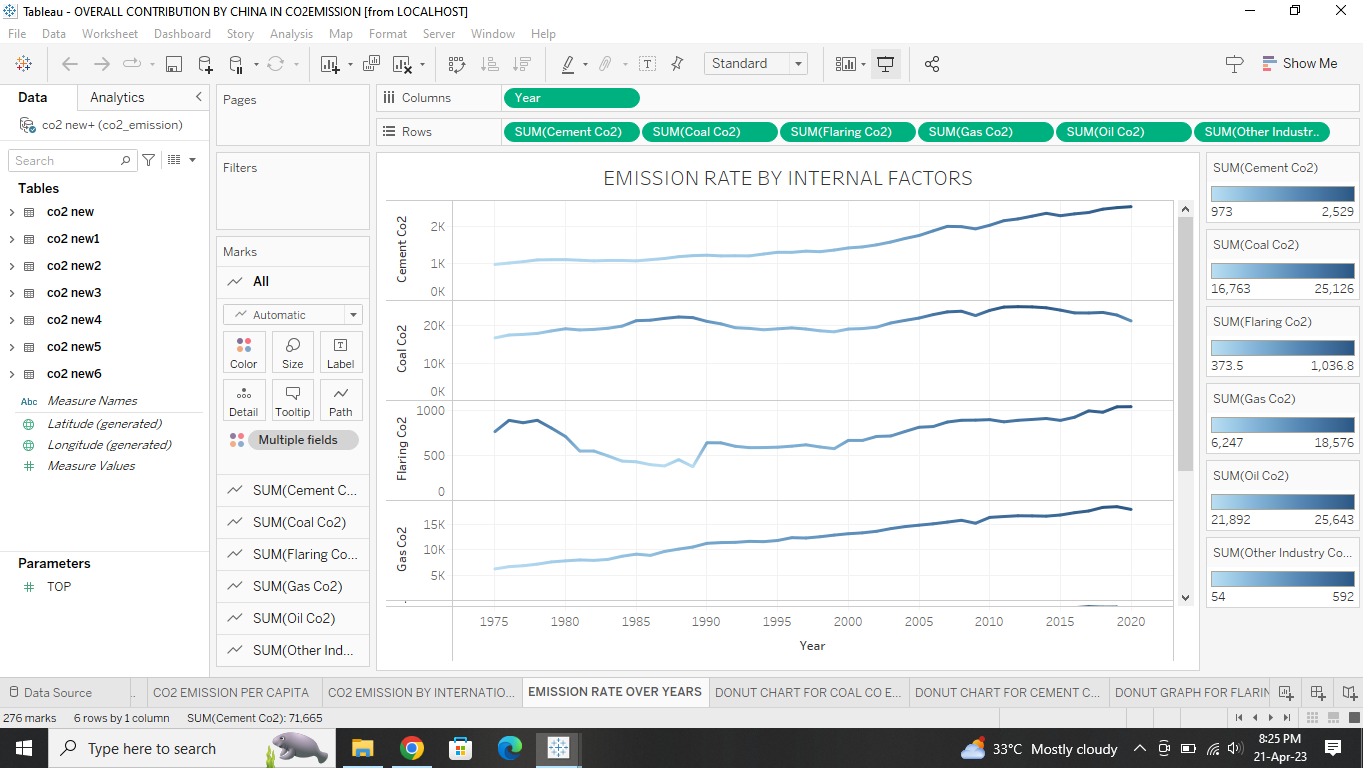 Tableau - OVERALL CONTRIBUTION BY CHINA IN CO2EMISSION [from LOCALHOST]
File Data Worksheet Dashboard Story Analysis Map Format Server Window Help
Standard
Show Me
Data Analytics
co2 new+ (co2_emission)
Search
Tables
co2 new
co2 new1
co2 new2
co2 new3
co2 new4
co2 new5
co2 new6
Abc Measure Names
Latitude (generated)
Longitude (generated)
Measure Values
Parameters
TOP
Pages
Filters
Marks
All
Automatic
Color Size Label
Detail Tooltip Path
Multiple fields
SUM(Cement C...
SUM(Coal Co2)
SUM(Flaring Co...
SUM(Gas Co2)
SUM(Oil Co2)
SUM(Other Ind...
Columns Year
Rows SUM(Cement Co2) SUM(Coal Co2) SUM(Flaring Co2) SUM(Gas Co2) SUM(Oil Co2) SUM(Other Industr..
EMISSION RATE BY INTERNAL FACTORS
Cement Co2
2K
1K
0K
Coal Co2
20K
10K
0K
Flaring Co2
1000
500
0
Gas Co2
15K
10K
5K
1975 1980 1985 1990 1995 2000 2005 2010 2015 2020
Year
SUM(Cement Co2)
973 2,529
SUM(Coal Co2)
16,763 25,126
SUM(Flaring Co2)
373.5 1,036.8
SUM(Gas Co2)
6,247 18,576
SUM(Oil Co2)
21,892 25,643
SUM(Other Industry Co...
54 592
Data Source .. CO2 EMISSION PER CAPITA CO2 EMISSION BY INTERNATIO... EMISSION RATE OVER YEARS DONUT CHART FOR COAL CO E... DONUT CHART FOR CEMENT C... DONUT GRAPH FOR FLARIN
276 marks 6 rows by 1 column SUM(Cement Co2): 71,665
Type here to search
33°C Mostly cloudy
8:25 PM
21-Apr-23